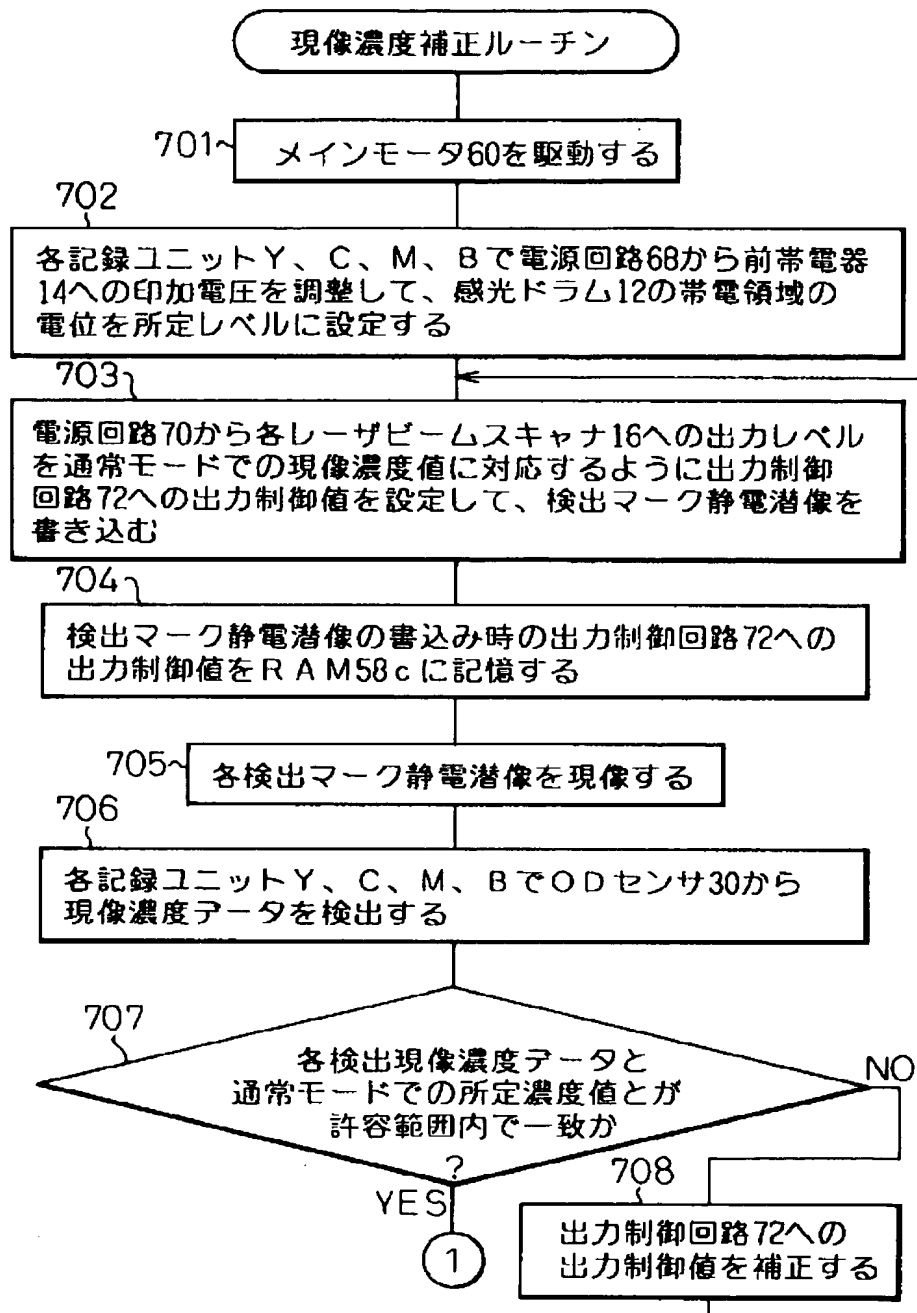 現像濃度補正ルーチン
701
メインモータ60を駆動する
702
各記録ユニットY、C、M、Bで電源回路68から前帯電器
14への印加電圧を調整して、感光ドラム12の帯電領域の
電位を所定レベルに設定する
703
電源回路70から各レーザビームスキャナ16への出力レベル
を通常モードでの現像濃度値に対応するように出力制御
回路72への出力制御値を設定して、検出マーク静電潜像を
書き込む
704
検出マーク静電潜像の書込み時の出力制御回路72への
出力制御値をRAM58cに記憶する
705
各検出マーク静電潜像を現像する
706
各記録ユニットY、C、M、BでODセンサ30から
現像濃度データを検出する
707
各検出現像濃度データと
通常モードでの所定濃度値とが
許容範囲内で一致か
?
NO
YES
1
708
出力制御回路72への
出力制御値を補正する